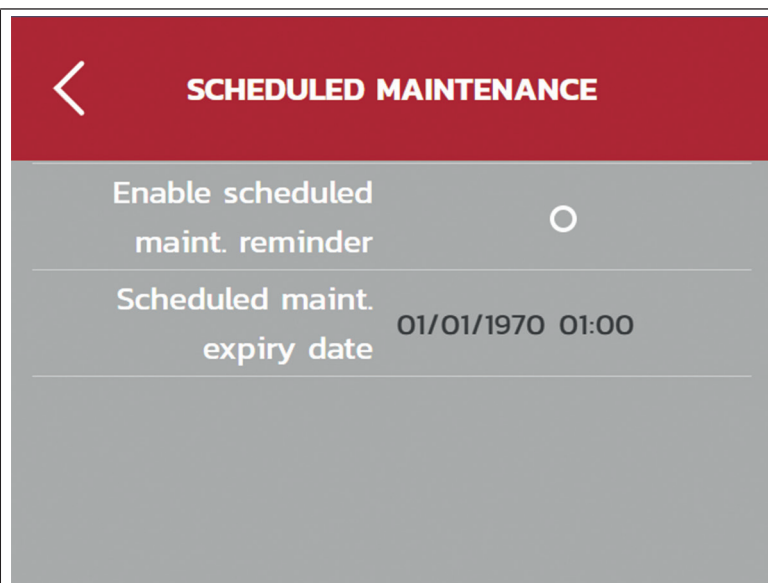 SCHEDULED MAINTENANCE
Enable scheduled
maint. reminder
Scheduled maint.
expiry date
01/01/1970 01:00